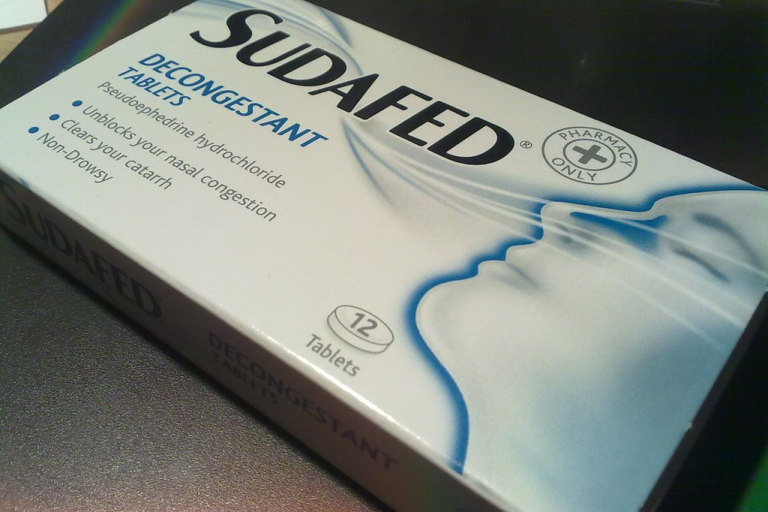 SUDAFED®
DECONGESTANT
TABLETS
Pseudoephedrine hydrochloride
• Unblocks your nasal congestion
• Clears your catarrh
• Non-Drowsy
PHARMACY
ONLY
12
Tablets
SUDAFED
DECONGESTANT
TABLETS